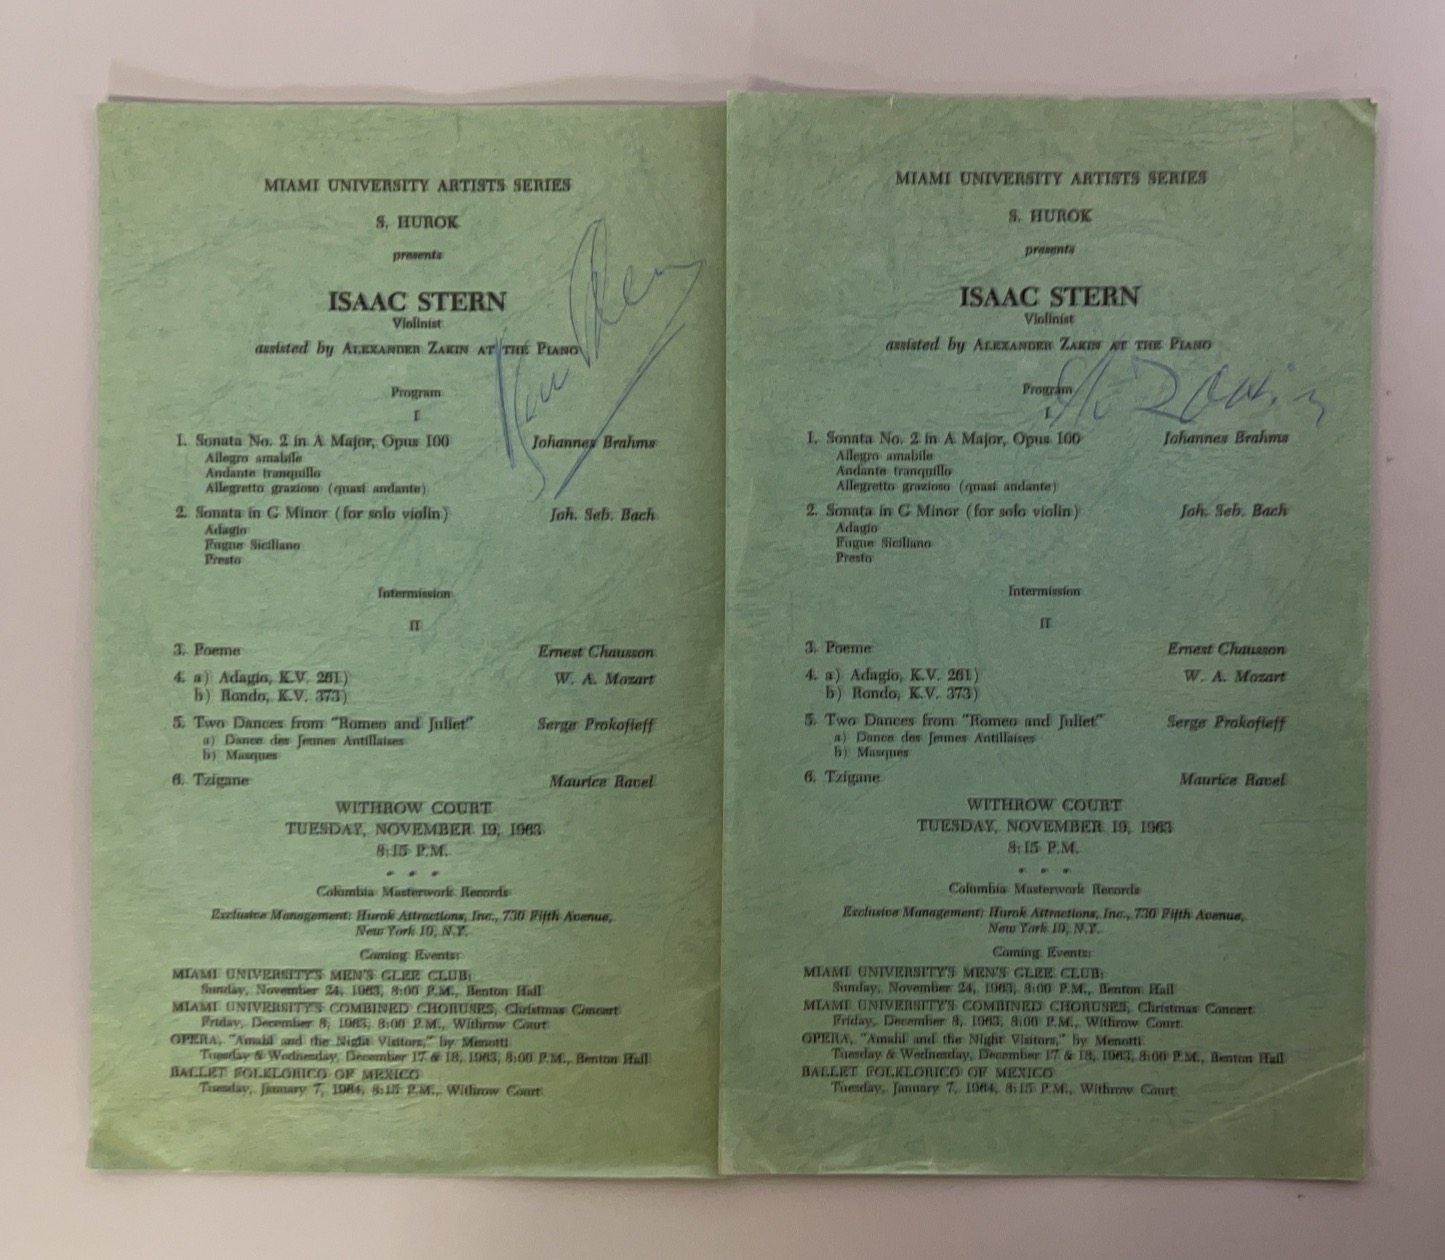 MIAMI UNIVERSITY ARTISTS SERIES
S. HUROK
presents
ISAAC STERN
Violinist
assisted by ALEXANDER ZAKIN AT THE PIANO
Isaac Stern
Program
I
1. Sonata No. 2 in A Major, Opus 100 Johannes Brahms
Allegro amabile
Andante tranquillo
Allegretto grazioso (quasi andante)
2. Sonata in G Minor (for solo violin) Joh. Seb. Bach
Adagio
Fugue Siciliano
Presto
Intermission
II
3. Poeme Ernest Chausson
4. a) Adagio, K.V. 261) W. A. Mozart
b) Rondo, K.V. 373)
5. Two Dances from "Romeo and Juliet" Serge Prokofieff
a) Dance des Jeunes Antillaises
b) Masques
6. Tzigane Maurice Ravel
WITHROW COURT
TUESDAY, NOVEMBER 19, 1963
8:15 P.M.
Columbia Masterwork Records
Exclusive Management: Hurok Attractions, Inc., 730 Fifth Avenue,
New York 19, N.Y.
Coming Events:
MIAMI UNIVERSITY'S MEN'S GLEE CLUB:
Sunday, November 24, 1963, 8:00 P.M., Benton Hall
MIAMI UNIVERSITY'S COMBINED CHORUSES, Christmas Concert
Friday, December 8, 1963, 8:00 P.M., Withrow Court
OPERA, "Amahl and the Night Visitors," by Menotti
Tuesday & Wednesday, December 17 & 18, 1963, 8:00 P.M., Benton Hall
BALLET FOLKLORICO OF MEXICO
Tuesday, January 7, 1964, 8:15 P.M., Withrow Court
MIAMI UNIVERSITY ARTISTS SERIES
S. HUROK
presents
ISAAC STERN
Violinist
assisted by ALEXANDER ZAKIN AT THE PIANO
Zakin
Program
I
1. Sonata No. 2 in A Major, Opus 100 Johannes Brahms
Allegro amabile
Andante tranquillo
Allegretto grazioso (quasi andante)
2. Sonata in G Minor (for solo violin) Joh. Seb. Bach
Adagio
Fugue Siciliano
Presto
Intermission
II
3. Poeme Ernest Chausson
4. a) Adagio, K.V. 261) W. A. Mozart
b) Rondo, K.V. 373)
5. Two Dances from "Romeo and Juliet" Serge Prokofieff
a) Dance des Jeunes Antillaises
b) Masques
6. Tzigane Maurice Ravel
WITHROW COURT
TUESDAY, NOVEMBER 19, 1963
8:15 P.M.
Columbia Masterwork Records
Exclusive Management: Hurok Attractions, Inc., 730 Fifth Avenue,
New York 19, N.Y.
Coming Events:
MIAMI UNIVERSITY'S MEN'S GLEE CLUB:
Sunday, November 24, 1963, 8:00 P.M., Benton Hall
MIAMI UNIVERSITY'S COMBINED CHORUSES, Christmas Concert
Friday, December 8, 1963, 8:00 P.M., Withrow Court
OPERA, "Amahl and the Night Visitors," by Menotti
Tuesday & Wednesday, December 17 & 18, 1963, 8:00 P.M., Benton Hall
BALLET FOLKLORICO OF MEXICO
Tuesday, January 7, 1964, 8:15 P.M., Withrow Court